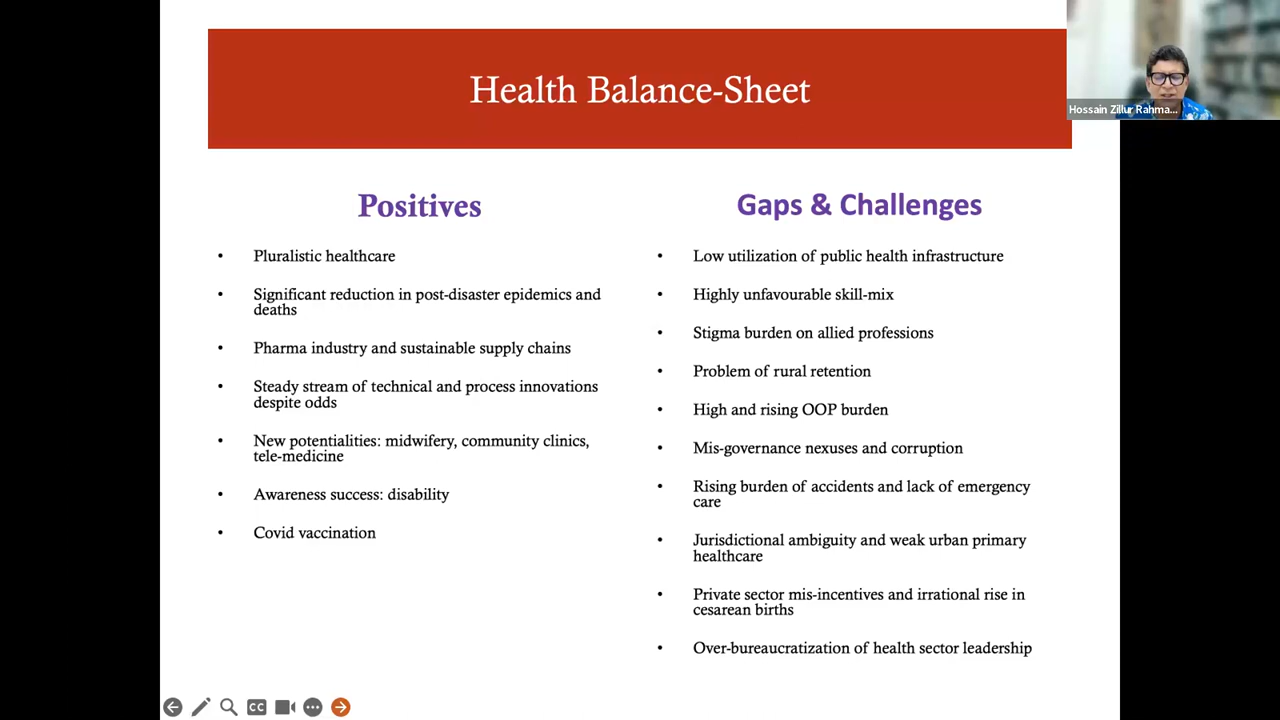 Health Balance-Sheet
Hossain Zillur Rahma...
Positives
• Pluralistic healthcare
• Significant reduction in post-disaster epidemics and
deaths
• Pharma industry and sustainable supply chains
• Steady stream of technical and process innovations
despite odds
• New potentialities: midwifery, community clinics,
tele-medicine
• Awareness success: disability
• Covid vaccination
Gaps & Challenges
• Low utilization of public health infrastructure
• Highly unfavourable skill-mix
• Stigma burden on allied professions
• Problem of rural retention
• High and rising OOP burden
• Mis-governance nexuses and corruption
• Rising burden of accidents and lack of emergency
care
• Jurisdictional ambiguity and weak urban primary
healthcare
• Private sector mis-incentives and irrational rise in
cesarean births
• Over-bureaucratization of health sector leadership
CC